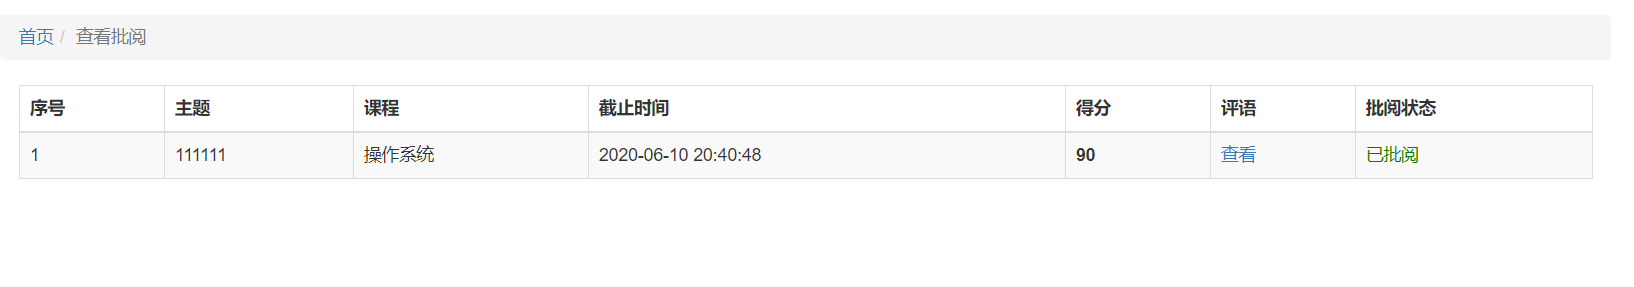 首页 / 查看批阅
序号 主题 课程 截止时间 得分 评语 批阅状态
1 111111 操作系统 2020-06-10 20:40:48 90 查看 已批阅